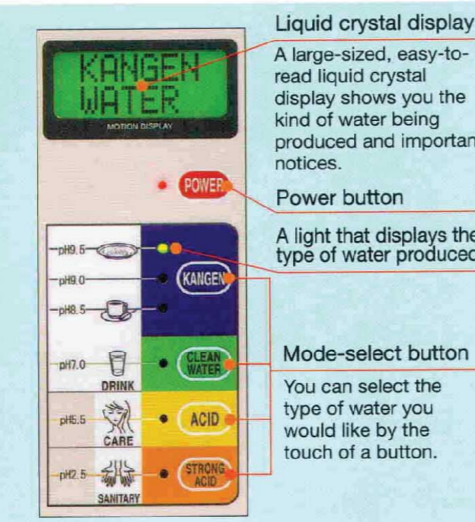 Liquid crystal display
A large-sized, easy-to-
read liquid crystal
display shows you the
kind of water being
produced and importan
notices.
Power button
A light that displays the
type of water produced
Mode-select button
You can select the
type of water you
would like by the
touch of a button.
KANGEN
WATER
MOTION DISPLAY
POWER
pH9.5
pH9.0
KANGEN
pH8.5
pH7.0
CLEAN
WATER
DRINK
pH5.5
ACID
CARE
pH2.5
STRONG
ACID
SANITARY